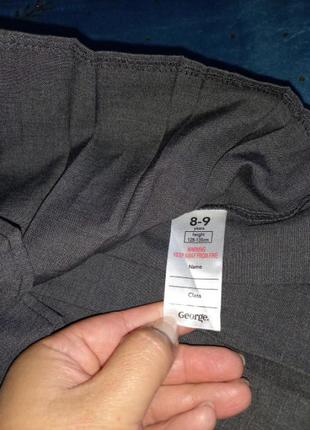 8-9
years
height
128-135cm
WARNING
KEEP AWAY FROM FIRE
Name
Class
George.